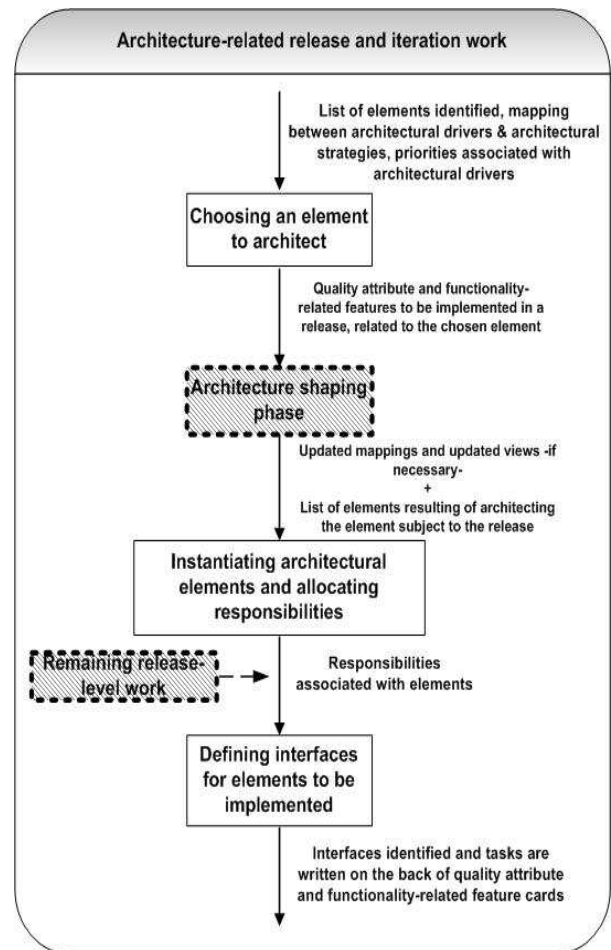 Architecture-related release and iteration work
List of elements identified, mapping
between architectural drivers & architectural
strategies, priorities associated with
architectural drivers
Choosing an element
to architect
Quality attribute and functionality-
related features to be implemented in a
release, related to the chosen element
Architecture shaping
phase
Updated mappings and updated views -if
necessary-
+
List of elements resulting of architecting
the element subject to the release
Instantiating architectural
elements and allocating
responsibilities
Remaining release-
level work
Responsibilities
associated with elements
Defining interfaces
for elements to be
implemented
Interfaces identified and tasks are
written on the back of quality attribute
and functionality-related feature cards